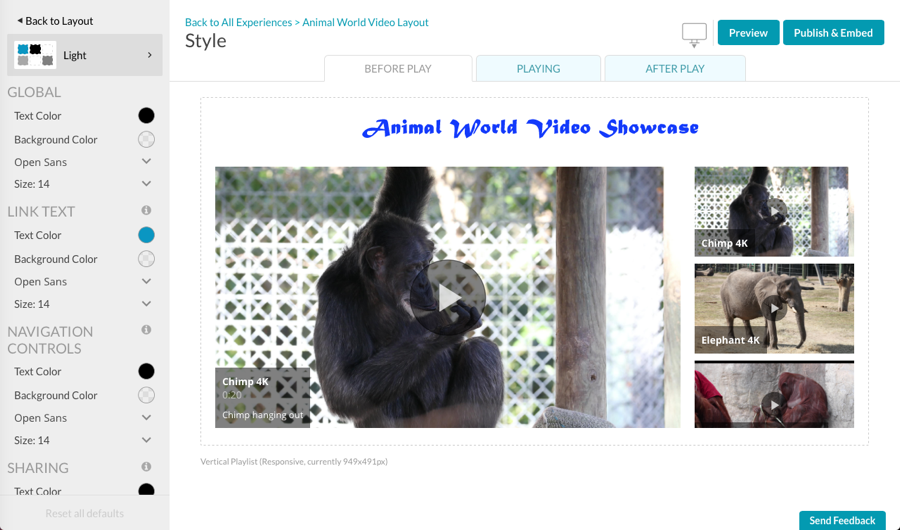 Back to Layout
Light
GLOBAL
Text Color
Background Color
Open Sans
Size: 14
LINK TEXT
Text Color
Background Color
Open Sans
Size: 14
NAVIGATION
CONTROLS
Text Color
Background Color
Open Sans
Size: 14
SHARING
Text Color
Reset all defaults
Back to All Experiences > Animal World Video Layout
Style
Preview
Publish & Embed
BEFORE PLAY
PLAYING
AFTER PLAY
Animal World Video Showcase
Chimp 4K
0:20
Chimp hanging out
Chimp 4K
Elephant 4K
Vertical Playlist (Responsive, currently 949x491px)
Send Feedback